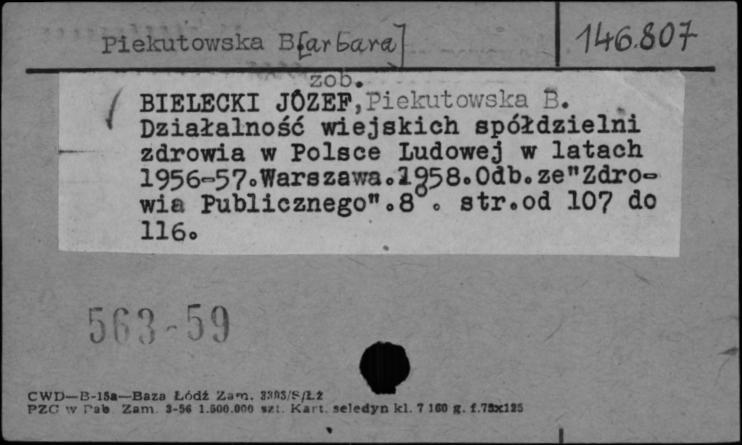 Piekutowska B[arbara]
146.807
zob.
BIELECKI JÓZEF,Piekutowska B.
Działalność wiejskich spółdzielni
zdrowia w Polsce Ludowej w latach
1956-57.Warszawa.1958.Odb.ze"Zdro-
wia Publicznego".8°. str.od 107 do
116.
563-59
CWD—B-15a—Baza Łódź Zam. 3303/S/Łż
PZG w Pab Zam. 3-56 1.500.000 szt. Kart. seledyn kl. 7 160 g. f.75x125